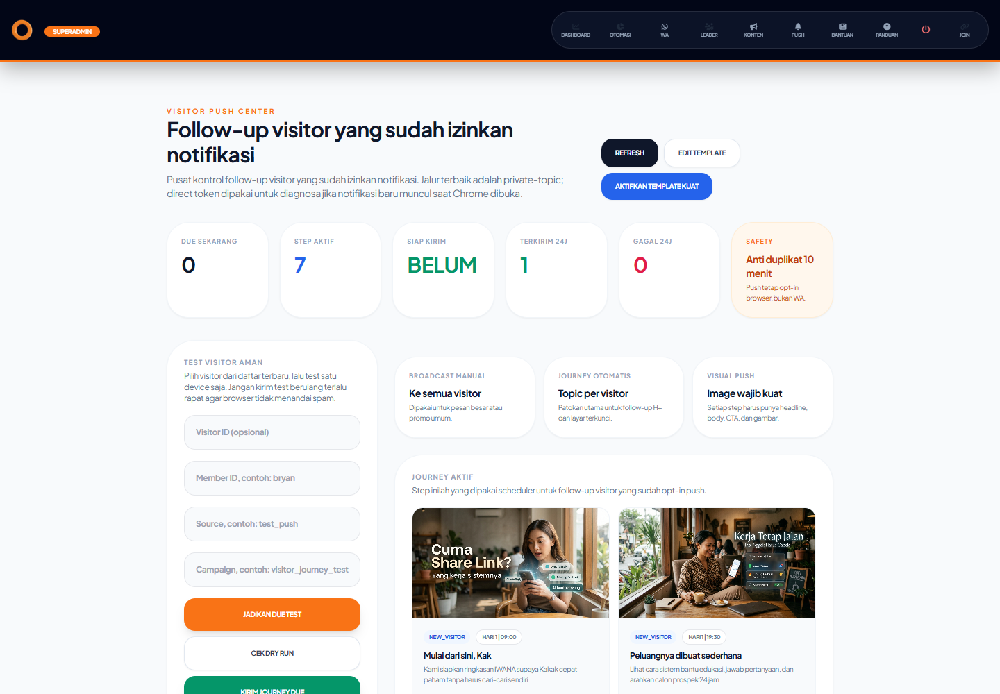 SUPERADMIN
DASHBOARD
OTOMASI
WA
LEADER
KONTEN
PUSH
BANTUAN
PANDUAN
JOIN
VISITOR PUSH CENTER
Follow-up visitor yang sudah izinkan
notifikasi
Pusat kontrol follow-up visitor yang sudah izinkan notifikasi. Jalur terbaik adalah private-topic;
direct token dipakai untuk diagnosa jika notifikasi baru muncul saat Chrome dibuka.
REFRESH
EDIT TEMPLATE
AKTIFKAN TEMPLATE KUAT
DUE SEKARANG
0
STEP AKTIF
7
SIAP KIRIM
BELUM
TERKIRIM 24J
1
GAGAL 24J
0
SAFETY
Anti duplikat 10
menit
Push tetap opt-in
browser, bukan WA.
TEST VISITOR AMAN
Pilih visitor dari daftar terbaru, lalu test satu
device saja. Jangan kirim test berulang terlalu
rapat agar browser tidak menandai spam.
Visitor ID (opsional)
Member ID, contoh: bryan
Source, contoh: test_push
Campaign, contoh: visitor_journey_test
JADIKAN DUE TEST
CEK DRY RUN
KIRIM JOURNEY DUE
BROADCAST MANUAL
Ke semua visitor
Dipakai untuk pesan besar atau
promo umum.
JOURNEY OTOMATIS
Topic per visitor
Patokan utama untuk follow-up H+
dan layar terkunci.
VISUAL PUSH
Image wajib kuat
Setiap step harus punya headline,
body, CTA, dan gambar.
JOURNEY AKTIF
Step inilah yang dipakai scheduler untuk follow-up visitor yang sudah opt-in push.
Cuma
Share Link?
Yang kerja sistemnya
Lead Masuk
AI bantu closing
NEW_VISITOR
HARI 1 | 09:00
Mulai dari sini, Kak
Kami siapkan ringkasan IWANA supaya Kakak cepat
paham tanpa harus cari-cari sendiri.
Kerja Tetap Jalan
Tapi Nggak Harus Capek
Lead Masuk
NEW_VISITOR
HARI 1 | 19:30
Peluangnya dibuat sederhana
Lihat cara sistem bantu edukasi, jawab pertanyaan, dan
arahkan calon prospek 24 jam.